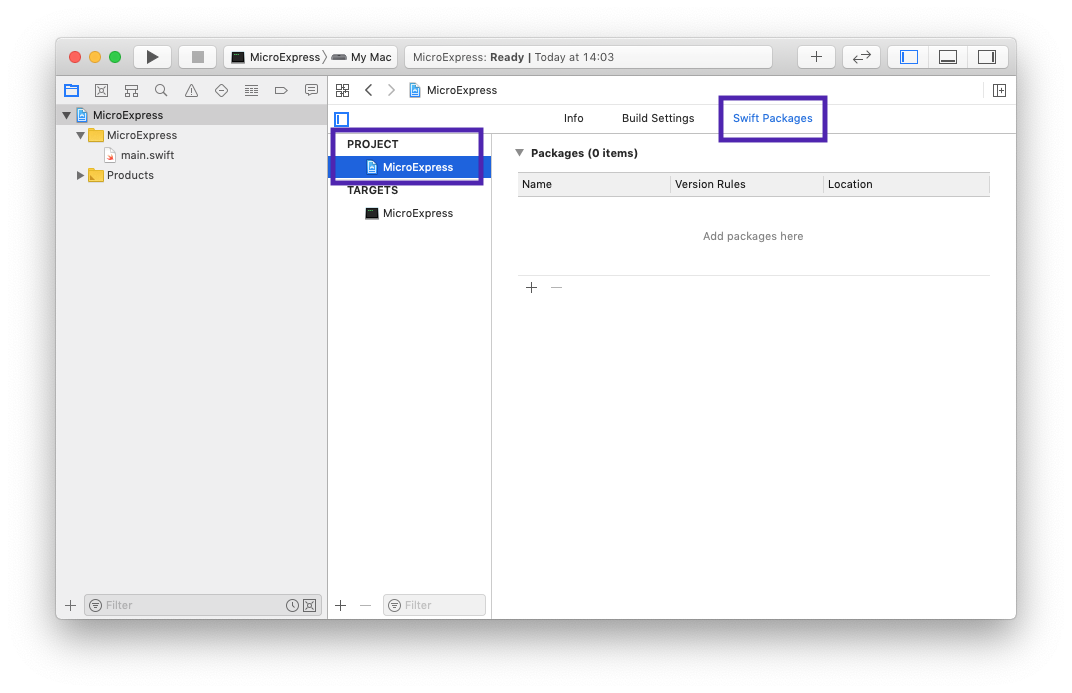 MicroExpress My Mac
MicroExpress: Ready | Today at 14:03
MicroExpress
MicroExpress
MicroExpress
main.swift
Products
Filter
Info Build Settings Swift Packages
PROJECT
MicroExpress
TARGETS
MicroExpress
Filter
Packages (0 items)
Name Version Rules Location
Add packages here